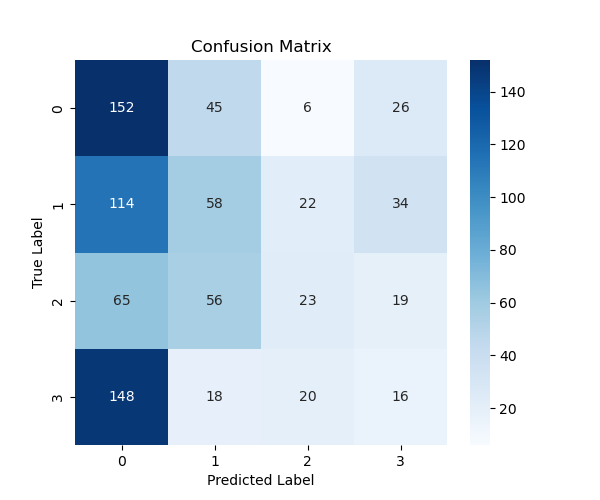 Confusion Matrix
True Label
0 152 45 6 26
1 114 58 22 34
2 65 56 23 19
3 148 18 20 16
0 1 2 3
Predicted Label
140
120
100
80
60
40
20